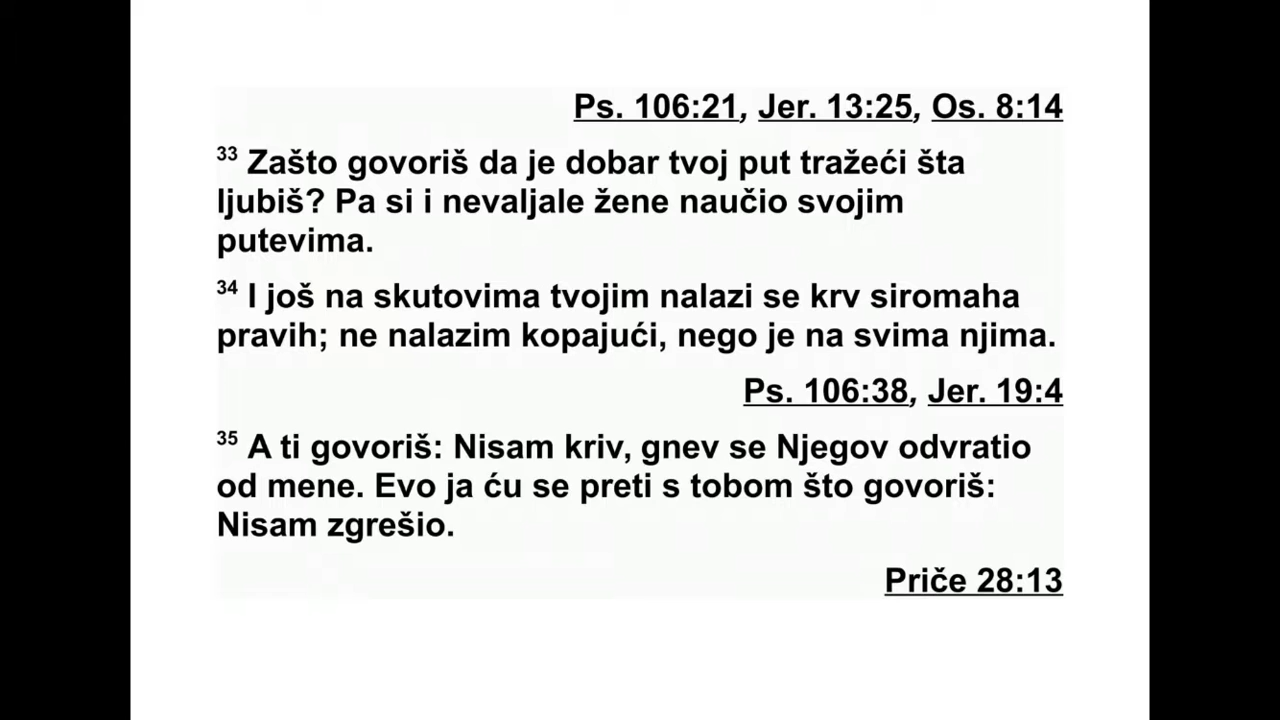 Ps. 106:21, Jer. 13:25, Os. 8:14
33 Zašto govoriš da je dobar tvoj put tražeći šta
ljubiš? Pa si i nevaljale žene naučio svojim
putevima.
34 I još na skutovima tvojim nalazi se krv siromaha
pravih; ne nalazim kopajući, nego je na svima njima.
Ps. 106:38, Jer. 19:4
35 A ti govoriš: Nisam kriv, gnev se Njegov odvratio
od mene. Evo ja ću se preti s tobom što govoriš:
Nisam zgrešio.
Priče 28:13